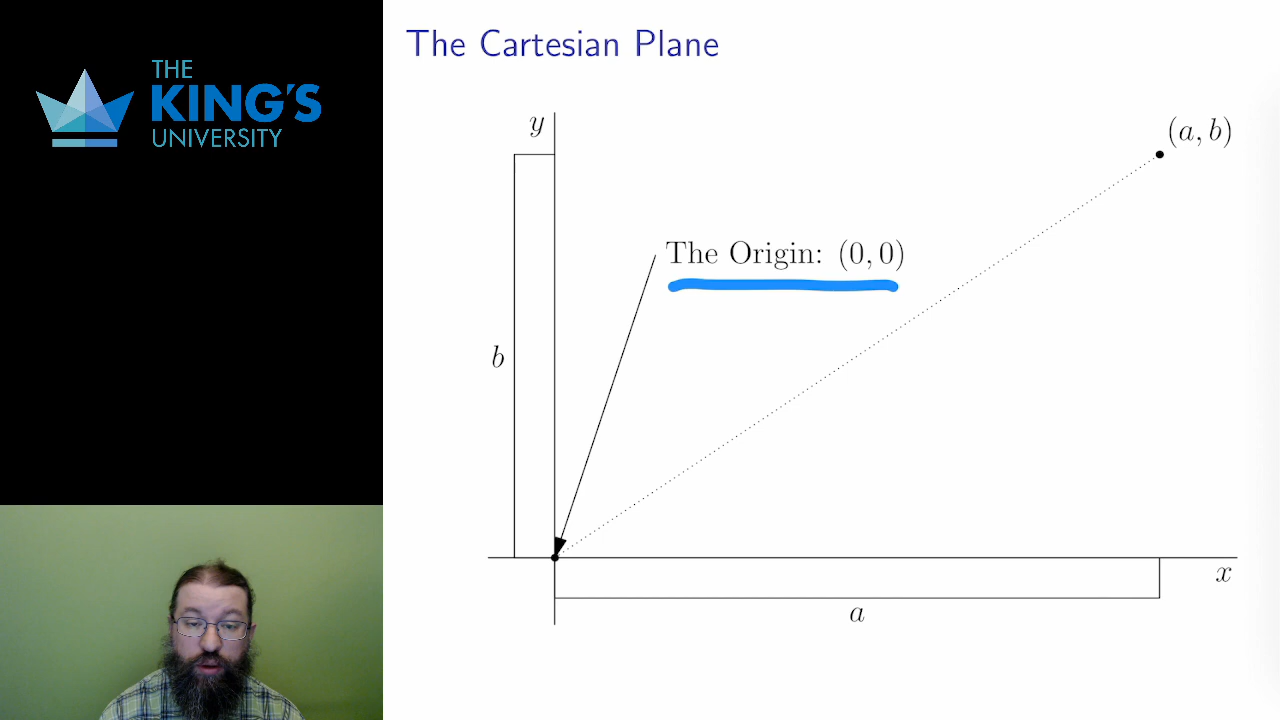 THE
KING'S
UNIVERSITY
The Cartesian Plane
y
(a, b)
The Origin: (0, 0)
b
x
a